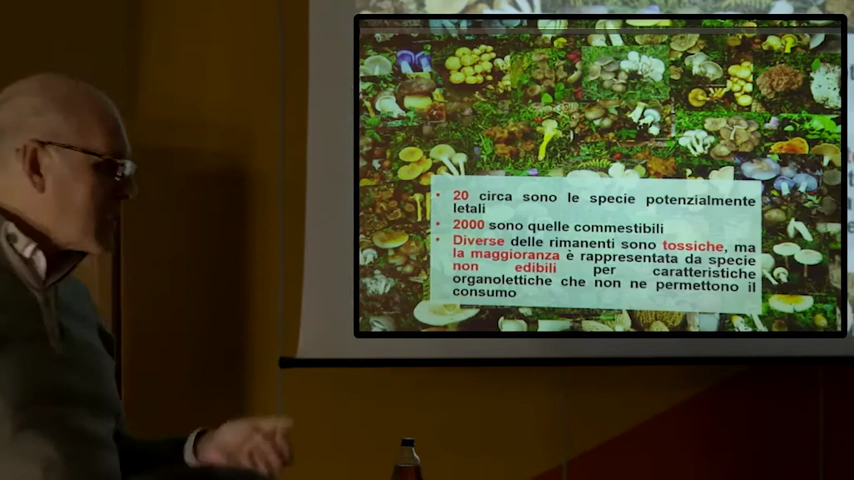 • 20 circa sono le specie potenzialmente
letali
• 2000 sono quelle commestibili
• Diverse delle rimanenti sono tossiche, ma
la maggioranza è rappresentata da specie
non edibili per caratteristiche
organolettiche che non ne permettono il
consumo